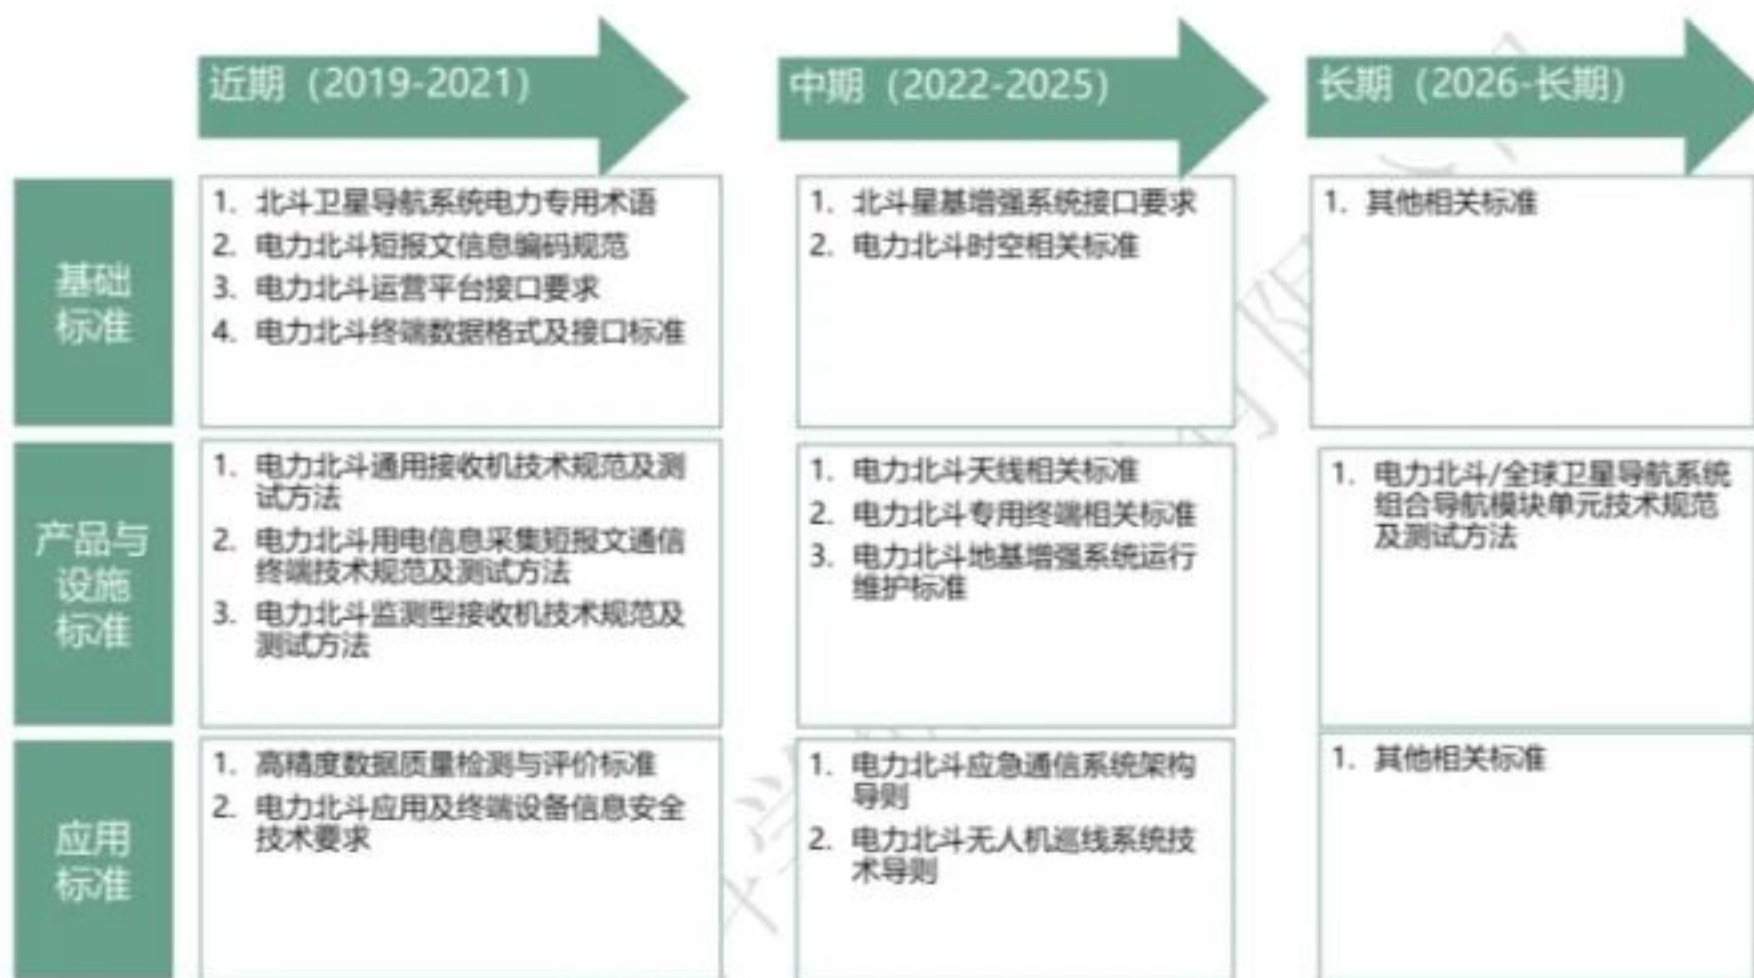 近期（2019-2021）
中期（2022-2025）
长期（2026-长期）
基础
标准
1. 北斗卫星导航系统电力专用术语
2. 电力北斗短报文信息编码规范
3. 电力北斗运营平台接口要求
4. 电力北斗终端数据格式及接口标准
1. 北斗星基增强系统接口要求
2. 电力北斗时空相关标准
1. 其他相关标准
产品与
设施
标准
1. 电力北斗通用接收机技术规范及测
试方法
2. 电力北斗用电信息采集短报文通信
终端技术规范及测试方法
3. 电力北斗监测型接收机技术规范及
测试方法
1. 电力北斗天线相关标准
2. 电力北斗专用终端相关标准
3. 电力北斗地基增强系统运行
维护标准
1. 电力北斗/全球卫星导航系统
组合导航模块单元技术规范
及测试方法
应用
标准
1. 高精度数据质量检测与评价标准
2. 电力北斗应用及终端设备信息安全
技术要求
1. 电力北斗应急通信系统架构
导则
2. 电力北斗无人机巡线系统技
术导则
1. 其他相关标准